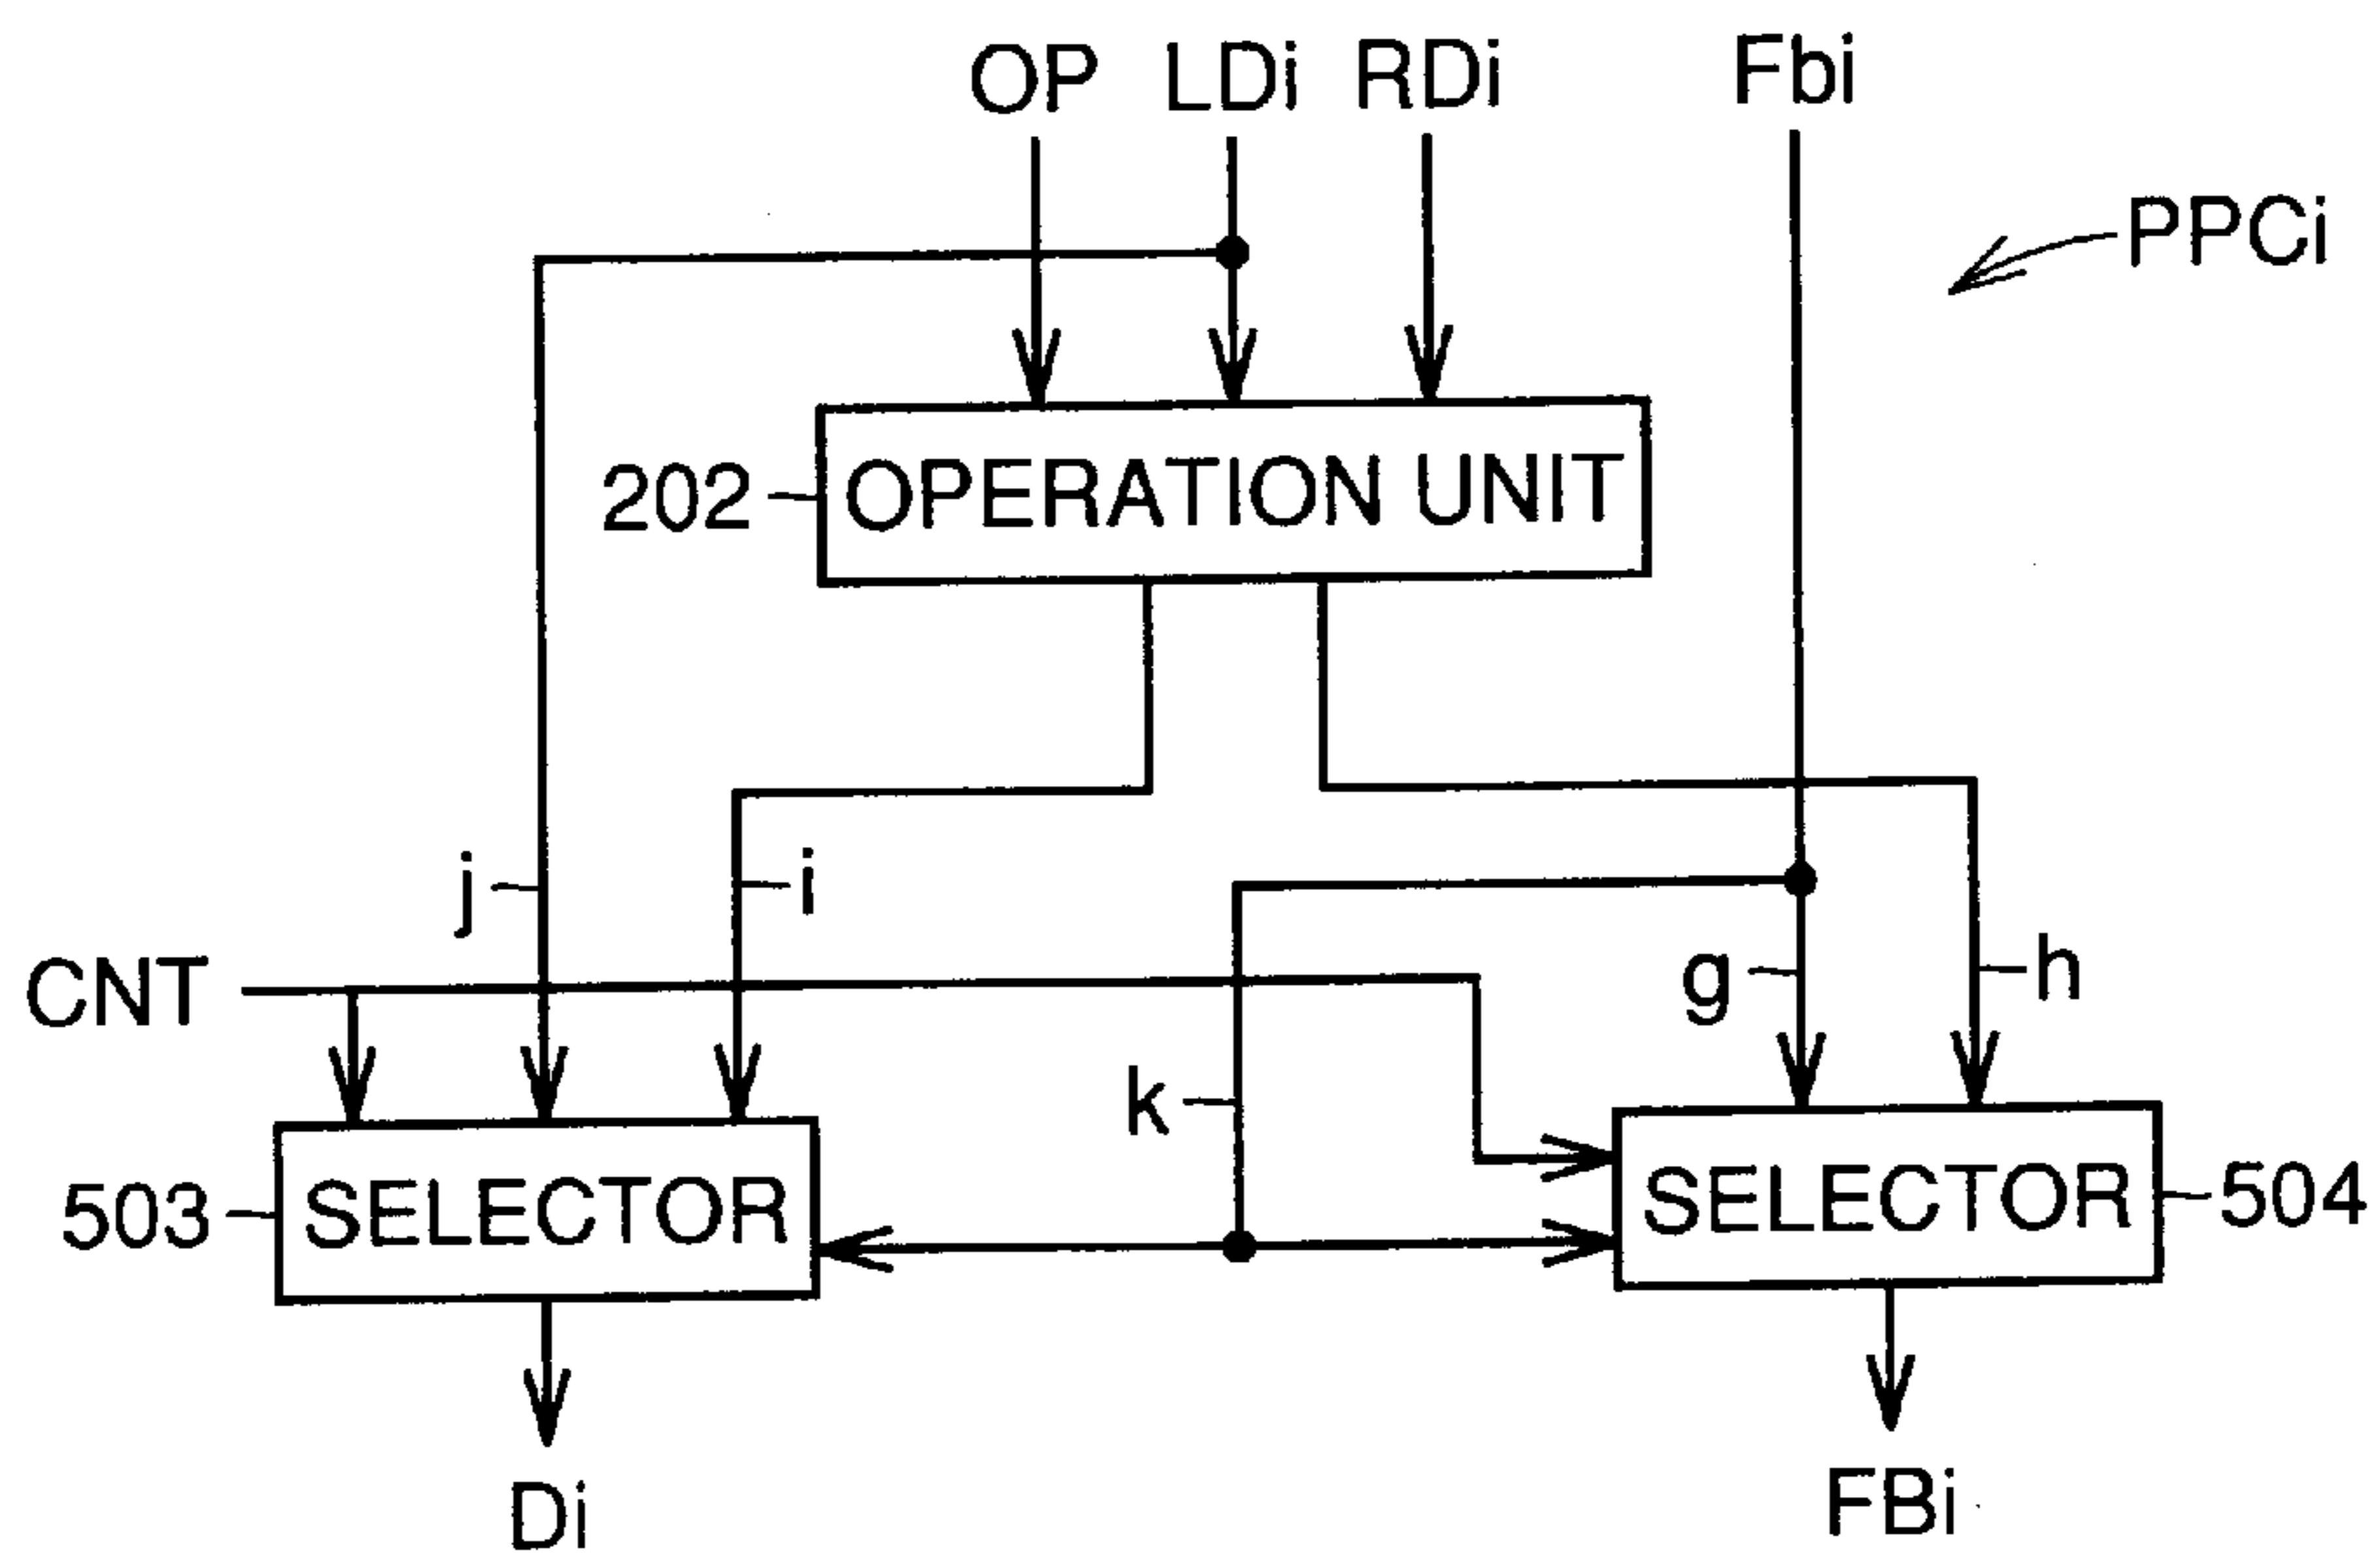 OP LDi RDi Fbi
PPCi
202 OPERATION UNIT
j i
CNT g h
k
503 SELECTOR SELECTOR 504
Di FBi